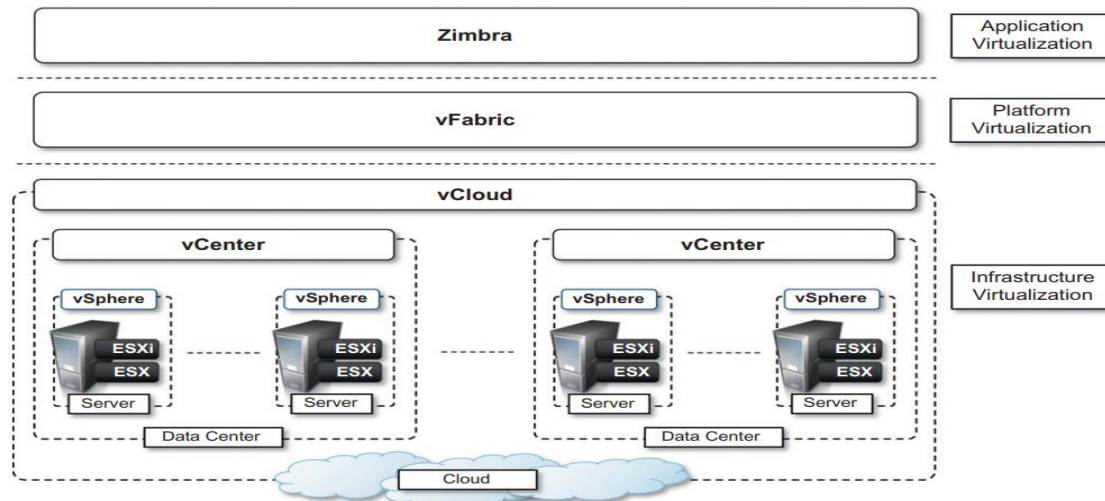 Zimbra
Application
Virtualization
vFabric
Platform
Virtualization
vCloud
vCenter
vCenter
Infrastructure
Virtualization
vSphere
vSphere
vSphere
vSphere
ESXi
ESXi
ESXi
ESXi
ESX
ESX
ESX
ESX
Server
Server
Server
Server
Data Center
Data Center
Cloud